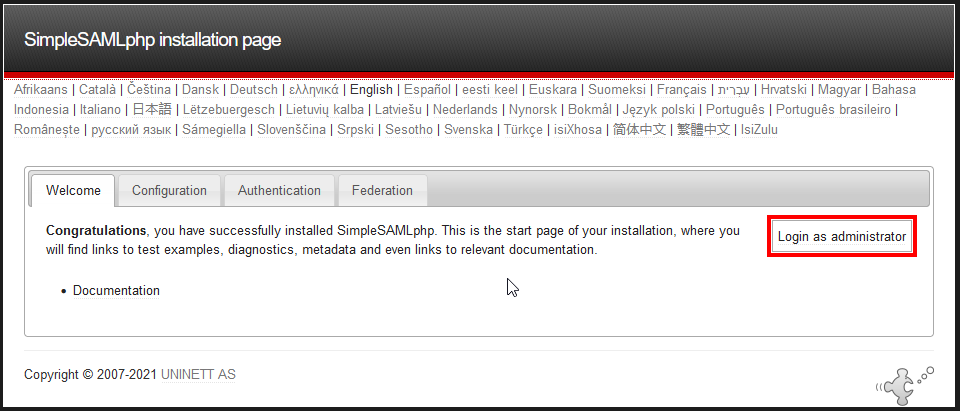 SimpleSAMLphp installation page
Afrikaans | Català | Čeština | Dansk | Deutsch | ελληνικά | English | Español | eesti keel | Euskara | Suomeksi | Français | עִבְרִית | Hrvatski | Magyar | Bahasa
Indonesia | Italiano | 日本語 | Lëtzebuergesch | Lietuvių kalba | Latviešu | Nederlands | Nynorsk | Bokmål | Język polski | Português | Português brasileiro |
Românește | русский язык | Sámegiella | Slovenščina | Srpski | Sesotho | Svenska | Türkçe | isiXhosa | 简体中文 | 繁體中文 | IsiZulu
Welcome Configuration Authentication Federation
Congratulations, you have successfully installed SimpleSAMLphp. This is the start page of your installation, where you
will find links to test examples, diagnostics, metadata and even links to relevant documentation.
Login as administrator
• Documentation
Copyright © 2007-2021 UNINETT AS